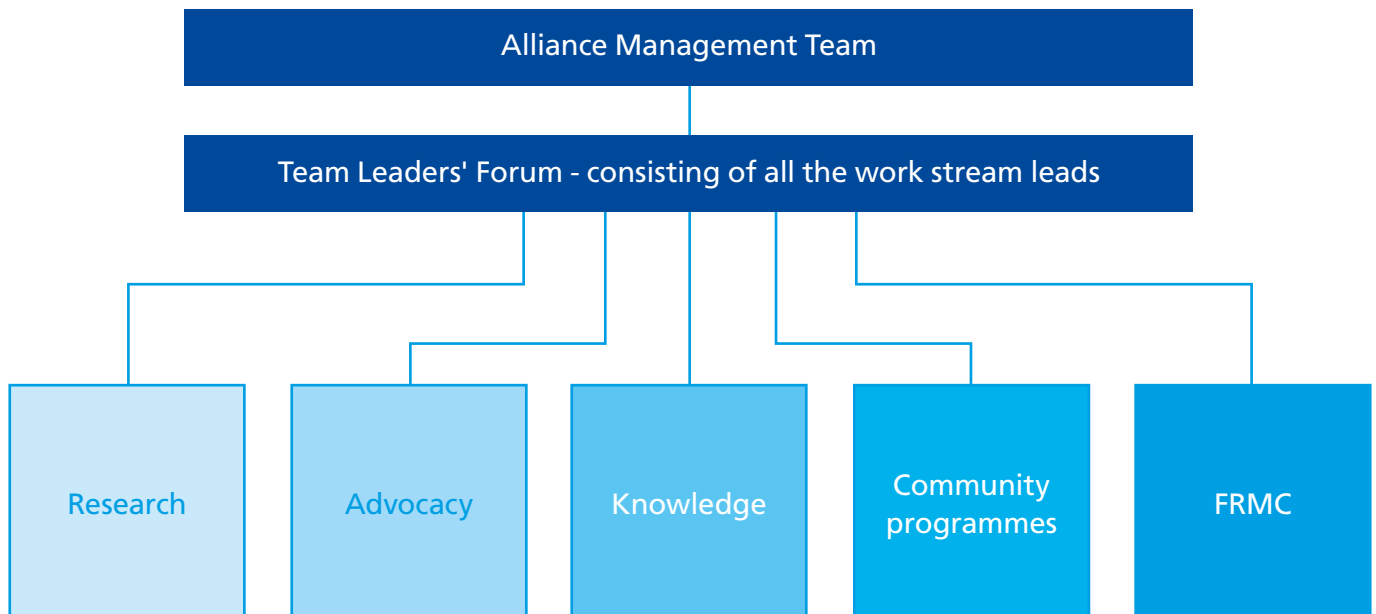 Alliance Management Team
Team Leaders' Forum - consisting of all the work stream leads
Research
Advocacy
Knowledge
Community
programmes
FRMC